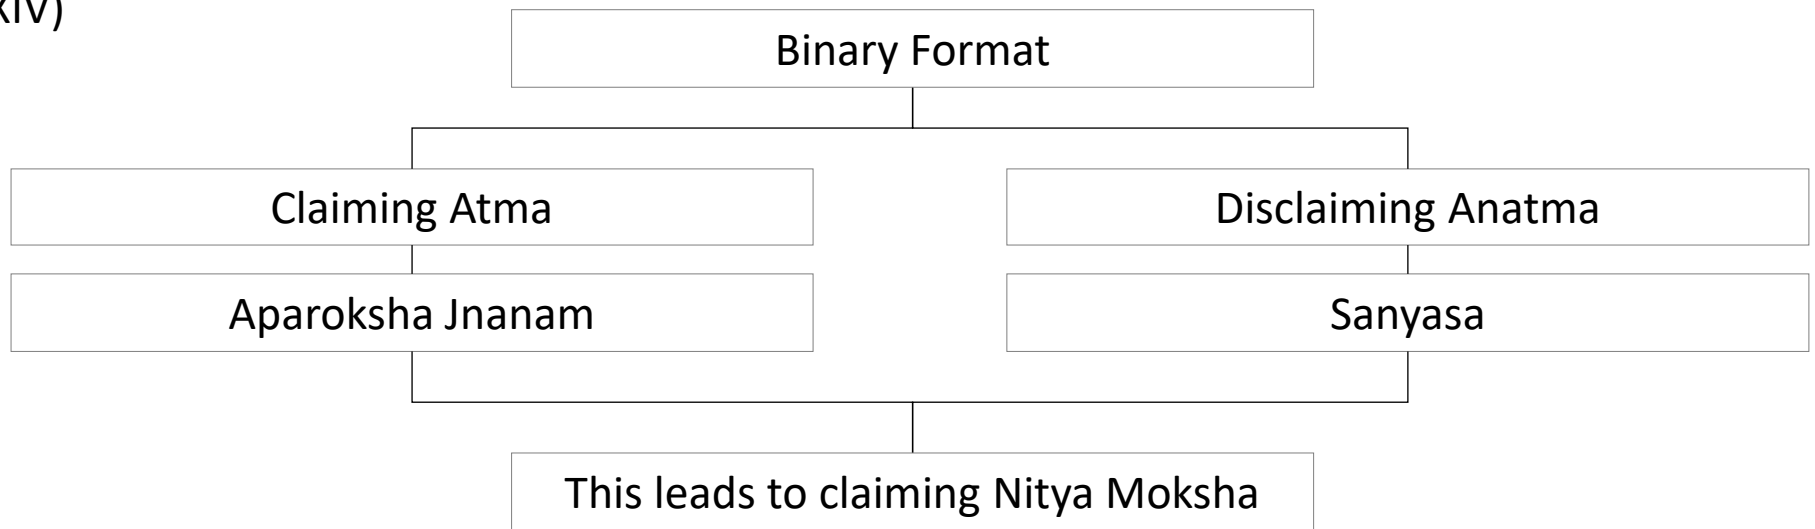 XIV)
Binary Format
Claiming Atma
Disclaiming Anatma
Aparoksha Jnanam
Sanyasa
This leads to claiming Nitya Moksha